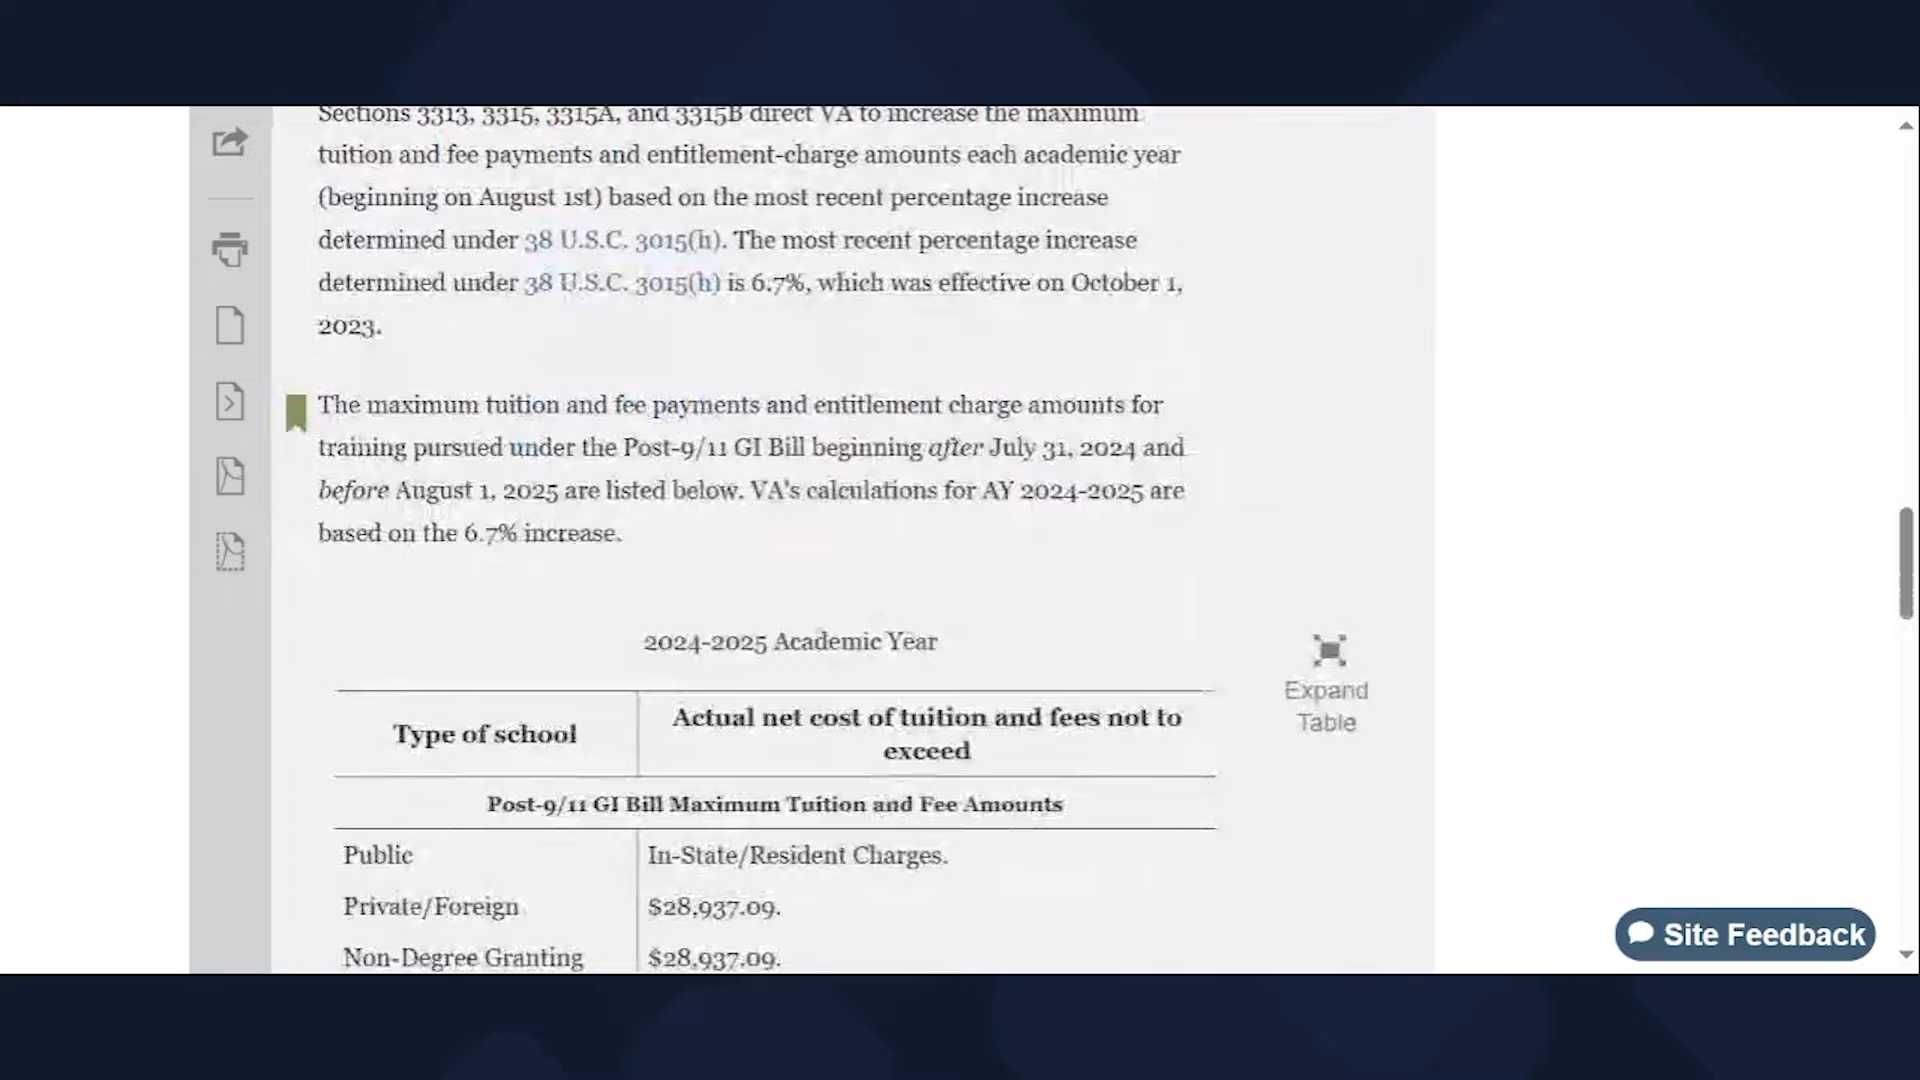 Sections 3313, 3315, 3315A, and 3315B direct VA to increase the maximum
tuition and fee payments and entitlement-charge amounts each academic year
(beginning on August 1st) based on the most recent percentage increase
determined under 38 U.S.C. 3015(h). The most recent percentage increase
determined under 38 U.S.C. 3015(h) is 6.7%, which was effective on October 1,
2023.
The maximum tuition and fee payments and entitlement charge amounts for
training pursued under the Post-9/11 GI Bill beginning after July 31, 2024 and
before August 1, 2025 are listed below. VA's calculations for AY 2024-2025 are
based on the 6.7% increase.
2024-2025 Academic Year
Expand
Table
Type of school
Actual net cost of tuition and fees not to
exceed
Post-9/11 GI Bill Maximum Tuition and Fee Amounts
Public
In-State/Resident Charges.
Private/Foreign
$28,937.09.
Non-Degree Granting
$28,937.09.
Site Feedback